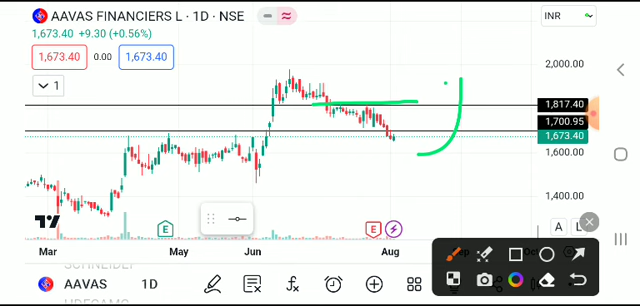 AAVAS FINANCIERS L · 1D · NSE
INR
1,673.40 +9.30 (+0.56%)
1,673.40 0.00 1,673.40
1
2,000.00
1,817.40
1,700.95
1,673.40
1,600.00
1,400.00
E E
A L
Mar May Jun Aug
AAVAS 1D